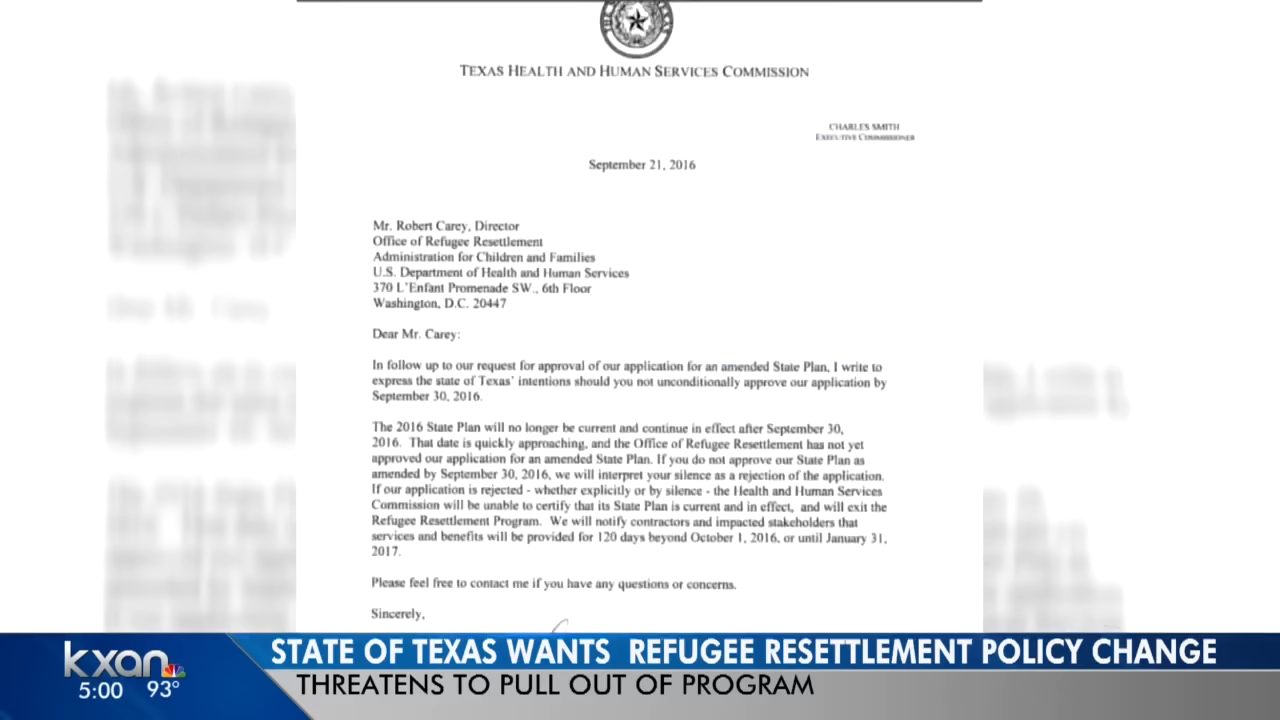 TEXAS HEALTH AND HUMAN SERVICES COMMISSION
CHARLES SMITH
EXECUTIVE COMMISSIONER
September 21, 2016
Mr. Robert Carey, Director
Office of Refugee Resettlement
Administration for Children and Families
U.S. Department of Health and Human Services
370 L'Enfant Promenade SW., 6th Floor
Washington, D.C. 20447
Dear Mr. Carey:
In follow up to our request for approval of our application for an amended State Plan, I write to
express the state of Texas' intentions should you not unconditionally approve our application by
September 30, 2016.
The 2016 State Plan will no longer be current and continue in effect after September 30,
2016. That date is quickly approaching, and the Office of Refugee Resettlement has not yet
approved our application for an amended State Plan. If you do not approve our State Plan as
amended by September 30, 2016, we will interpret your silence as a rejection of the application.
If our application is rejected - whether explicitly or by silence - the Health and Human Services
Commission will be unable to certify that its State Plan is current and in effect, and will exit the
Refugee Resettlement Program. We will notify contractors and impacted stakeholders that
services and benefits will be provided for 120 days beyond October 1, 2016, or until January 31,
2017.
Please feel free to contact me if you have any questions or concerns.
Sincerely,
kxan
5:00 93°
STATE OF TEXAS WANTS REFUGEE RESETTLEMENT POLICY CHANGE
THREATENS TO PULL OUT OF PROGRAM